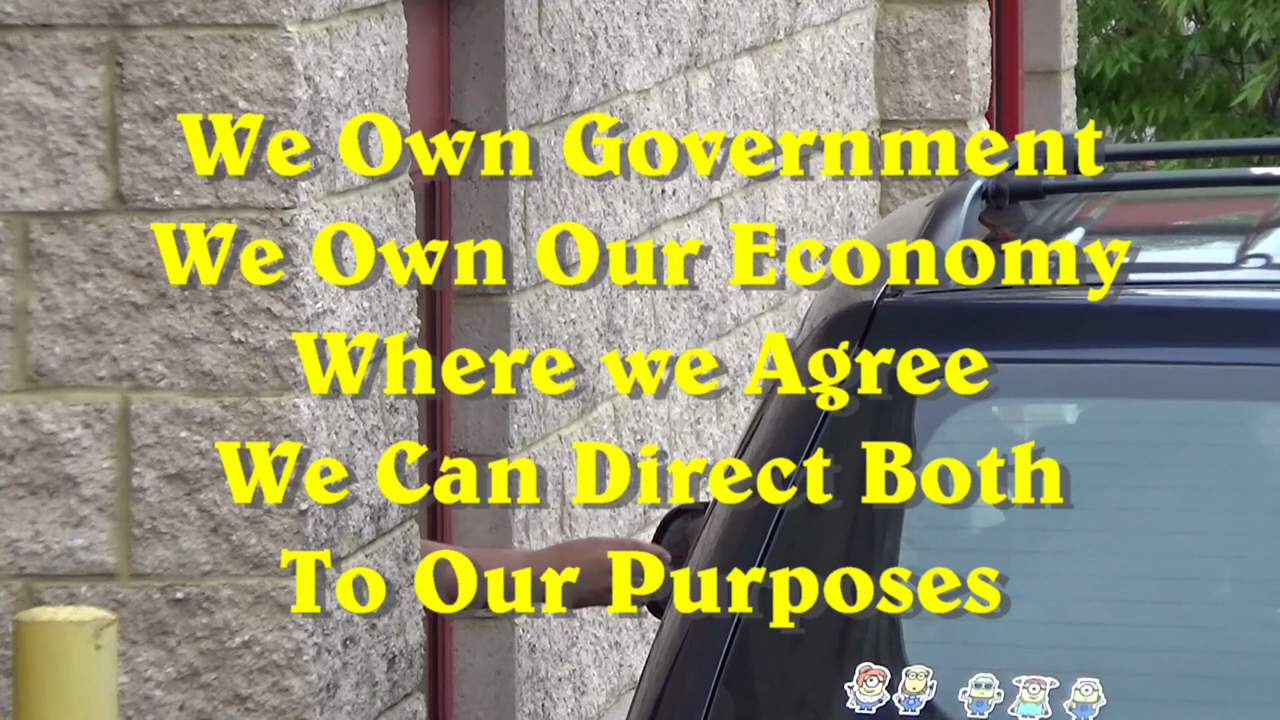 We Own Government
We Own Our Economy
Where we Agree
We Can Direct Both
To Our Purposes